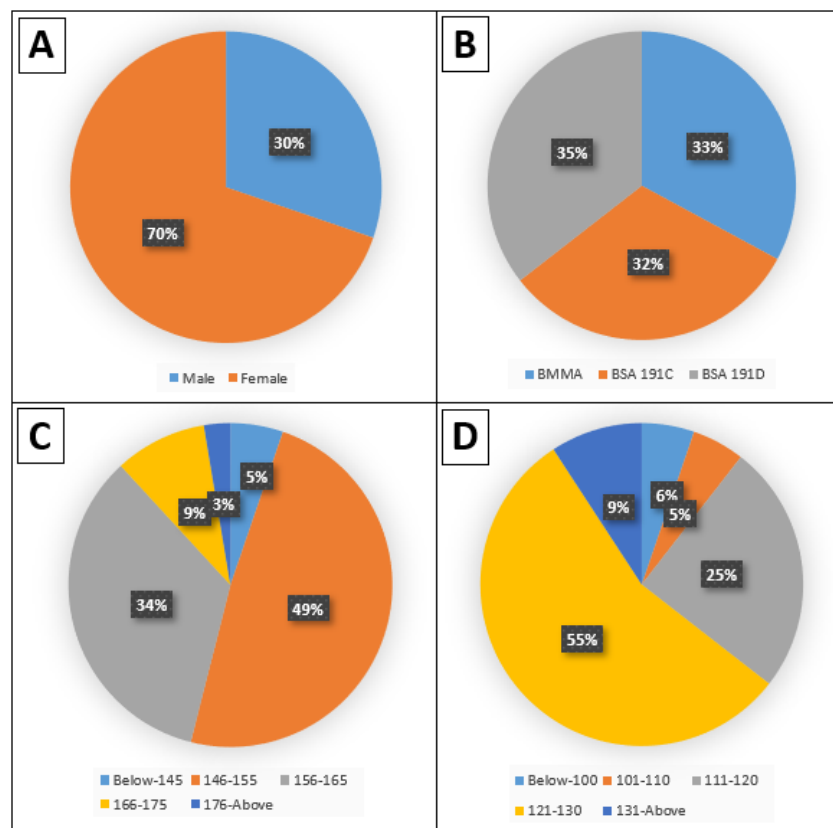 A
30%
70%
Male Female
B
33%
35%
32%
BMMA BSA 191C BSA 191D
C
5%
3%
9%
34%
49%
Below-145 146-155 156-165
166-175 176-Above
D
6%
9%
5%
25%
55%
Below-100 101-110 111-120
121-130 131-Above